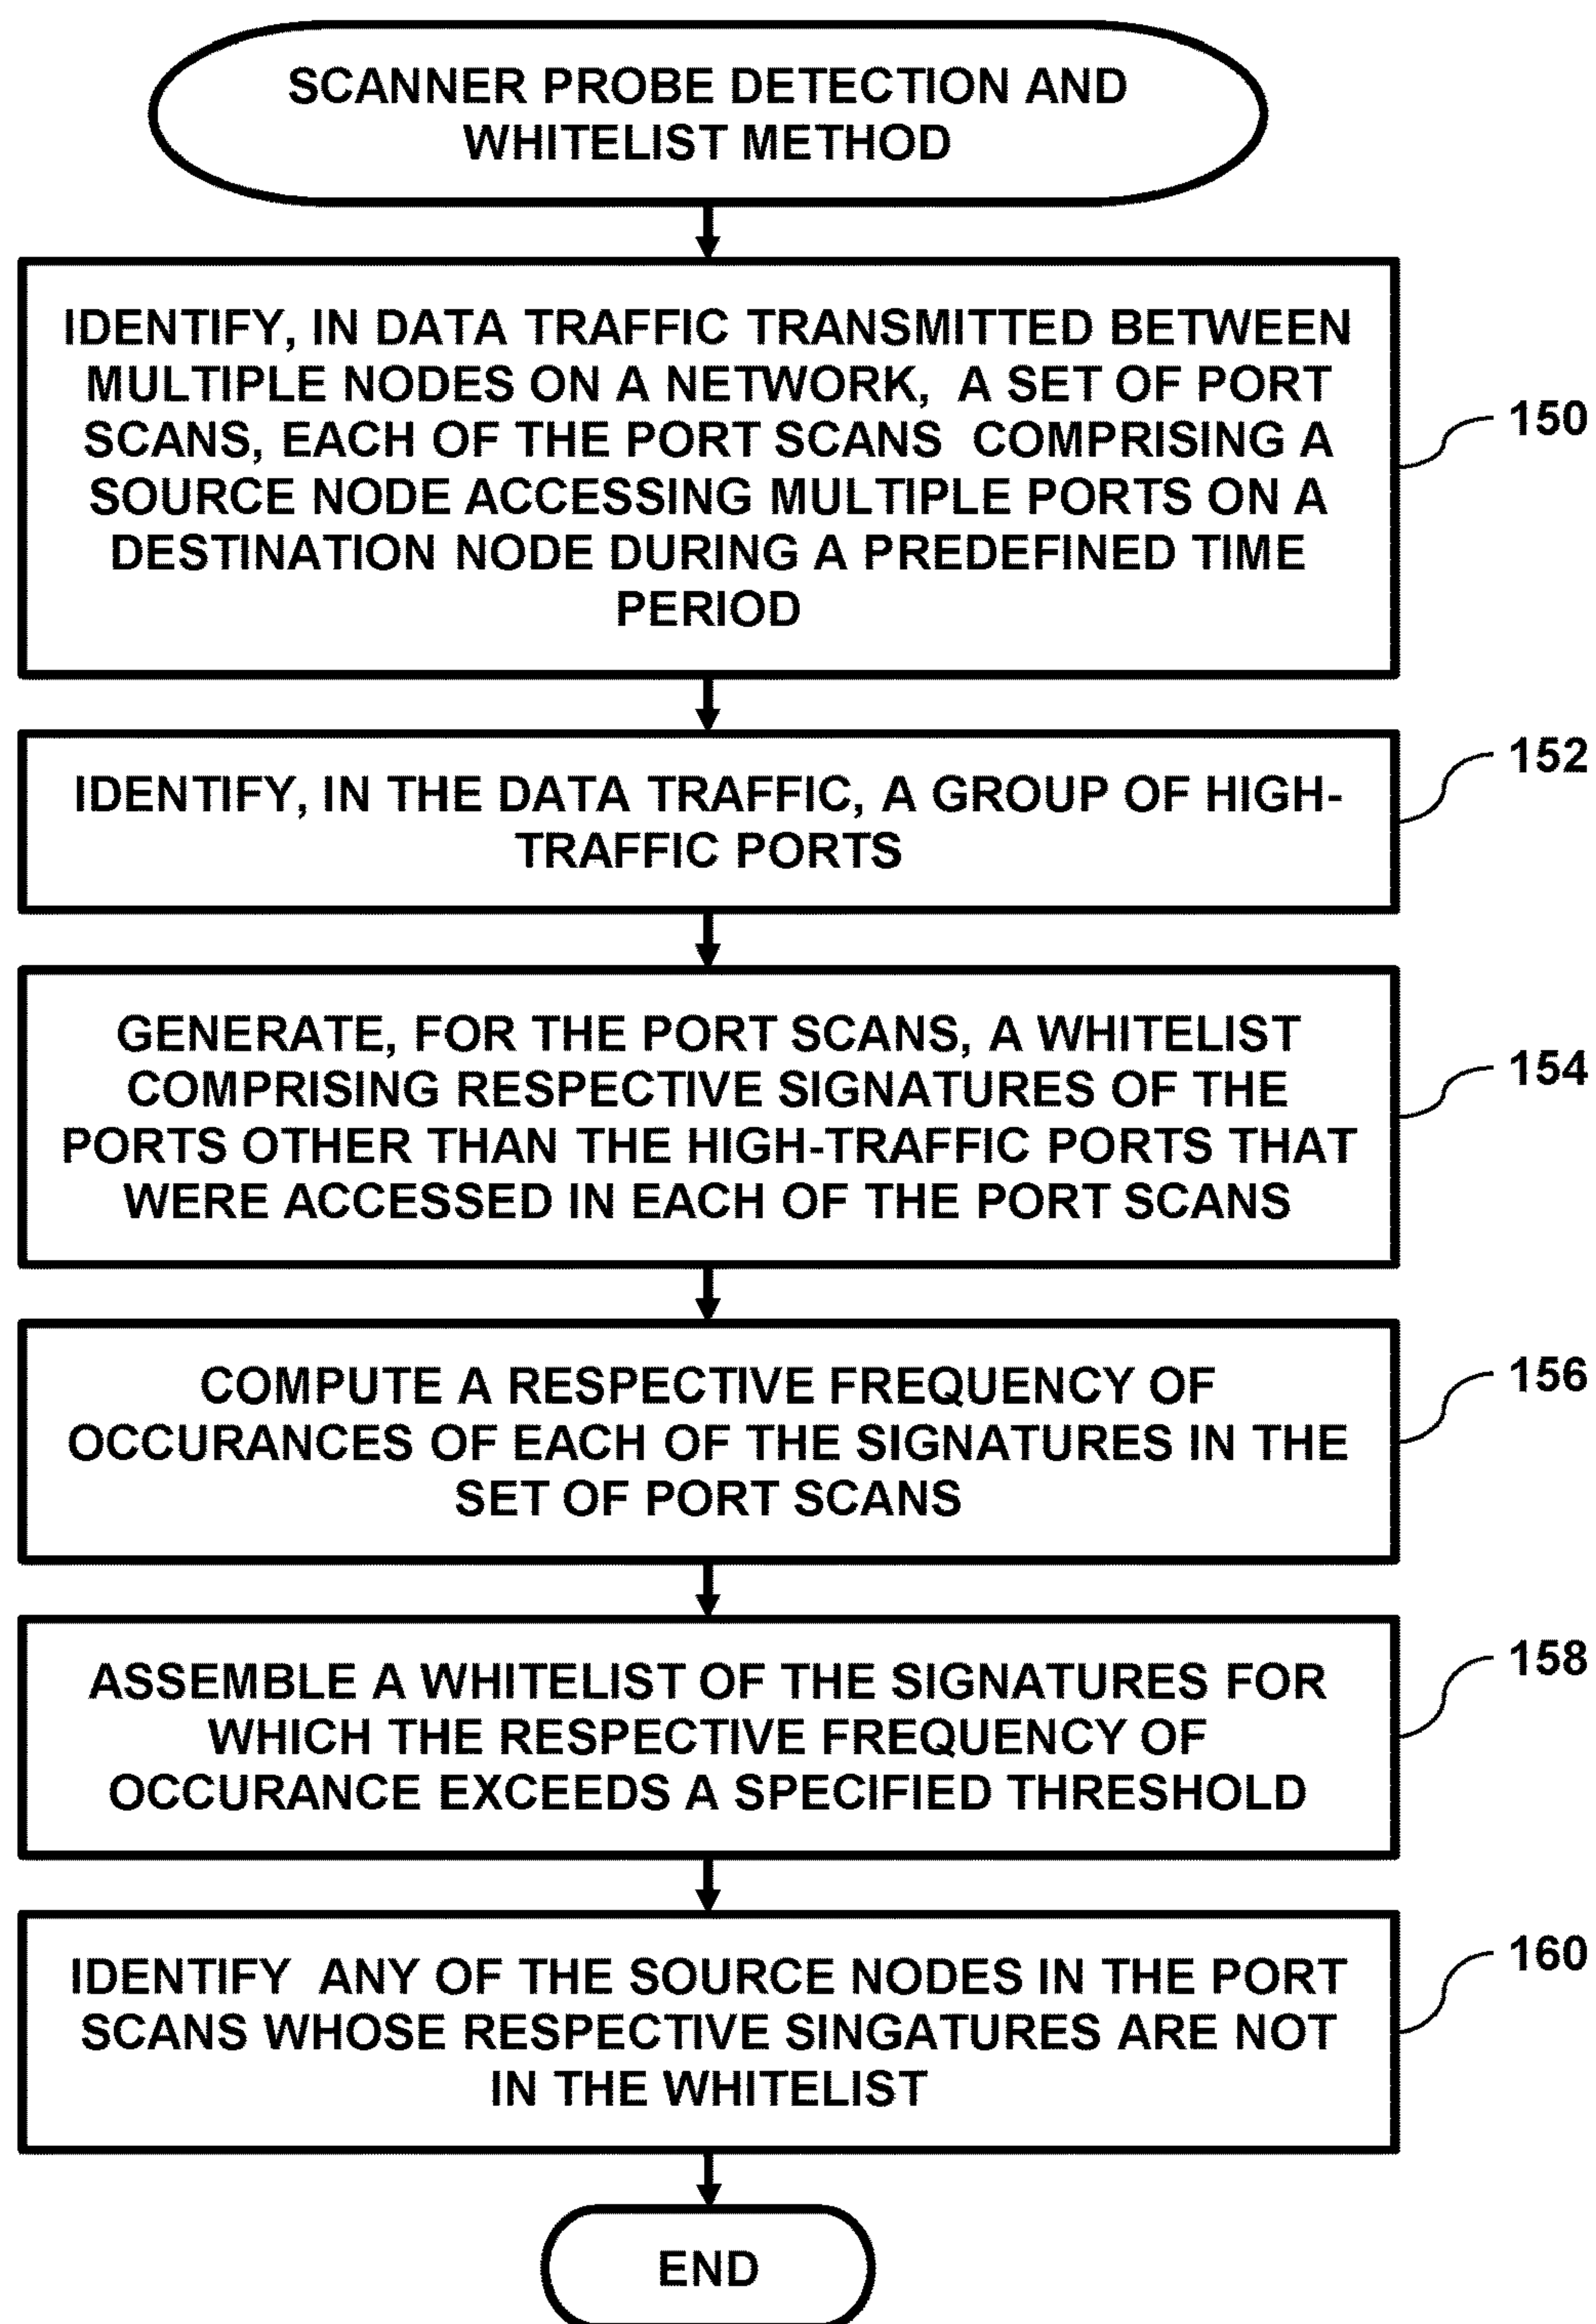 SCANNER PROBE DETECTION AND
WHITELIST METHOD
IDENTIFY, IN DATA TRAFFIC TRANSMITTED BETWEEN
MULTIPLE NODES ON A NETWORK, A SET OF PORT
SCANS, EACH OF THE PORT SCANS COMPRISING A
SOURCE NODE ACCESSING MULTIPLE PORTS ON A
DESTINATION NODE DURING A PREDEFINED TIME
PERIOD
150
IDENTIFY, IN THE DATA TRAFFIC, A GROUP OF HIGH-
TRAFFIC PORTS
152
GENERATE, FOR THE PORT SCANS, A WHITELIST
COMPRISING RESPECTIVE SIGNATURES OF THE
PORTS OTHER THAN THE HIGH-TRAFFIC PORTS THAT
WERE ACCESSED IN EACH OF THE PORT SCANS
154
COMPUTE A RESPECTIVE FREQUENCY OF
OCCURANCES OF EACH OF THE SIGNATURES IN THE
SET OF PORT SCANS
156
ASSEMBLE A WHITELIST OF THE SIGNATURES FOR
WHICH THE RESPECTIVE FREQUENCY OF
OCCURANCE EXCEEDS A SPECIFIED THRESHOLD
158
IDENTIFY ANY OF THE SOURCE NODES IN THE PORT
SCANS WHOSE RESPECTIVE SINGATURES ARE NOT
IN THE WHITELIST
160
END